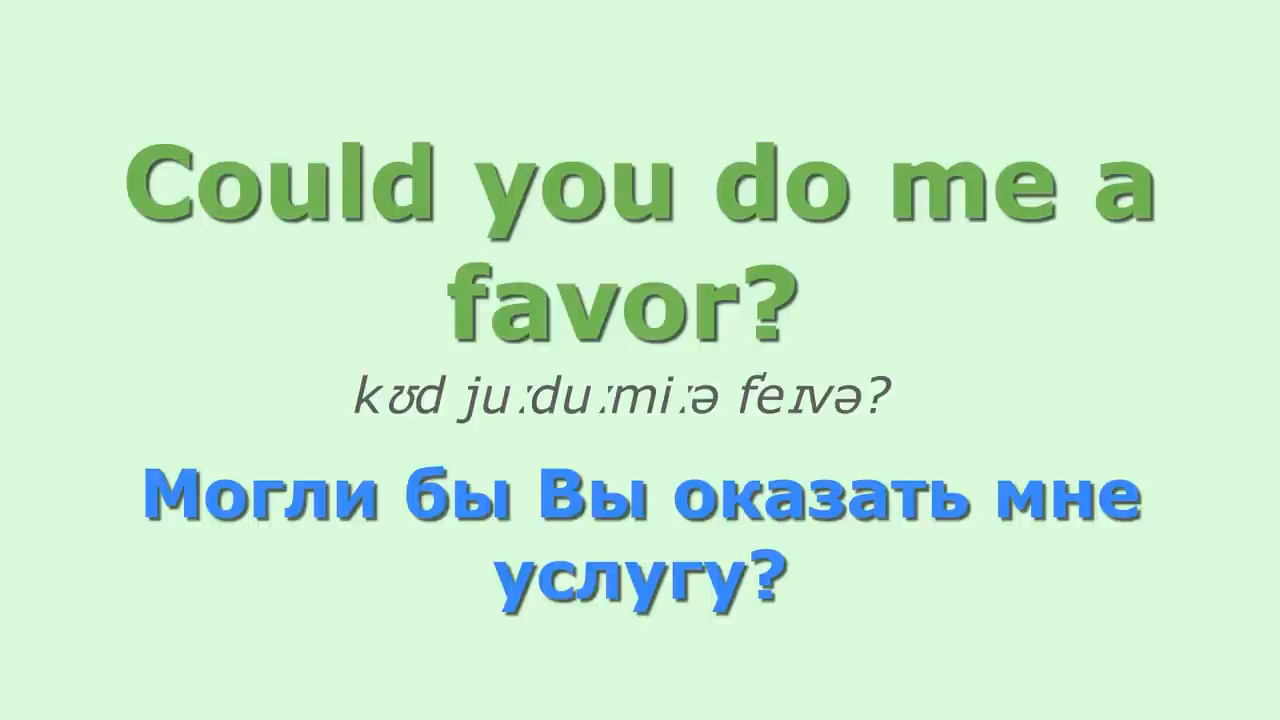 Could you do me a
favor?
kʊd juːduːmiːə feɪvə?
Могли бы Вы оказать мне
услугу?